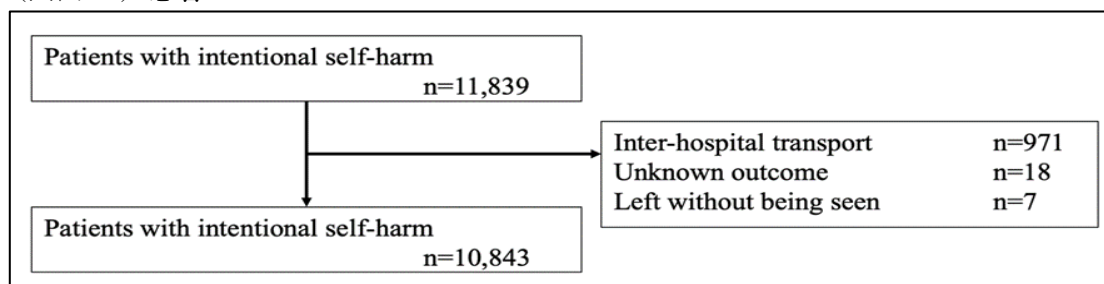 Patients with intentional self-harm
n=11,839
Inter-hospital transport n=971
Unknown outcome n=18
Left without being seen n=7
Patients with intentional self-harm
n=10,843